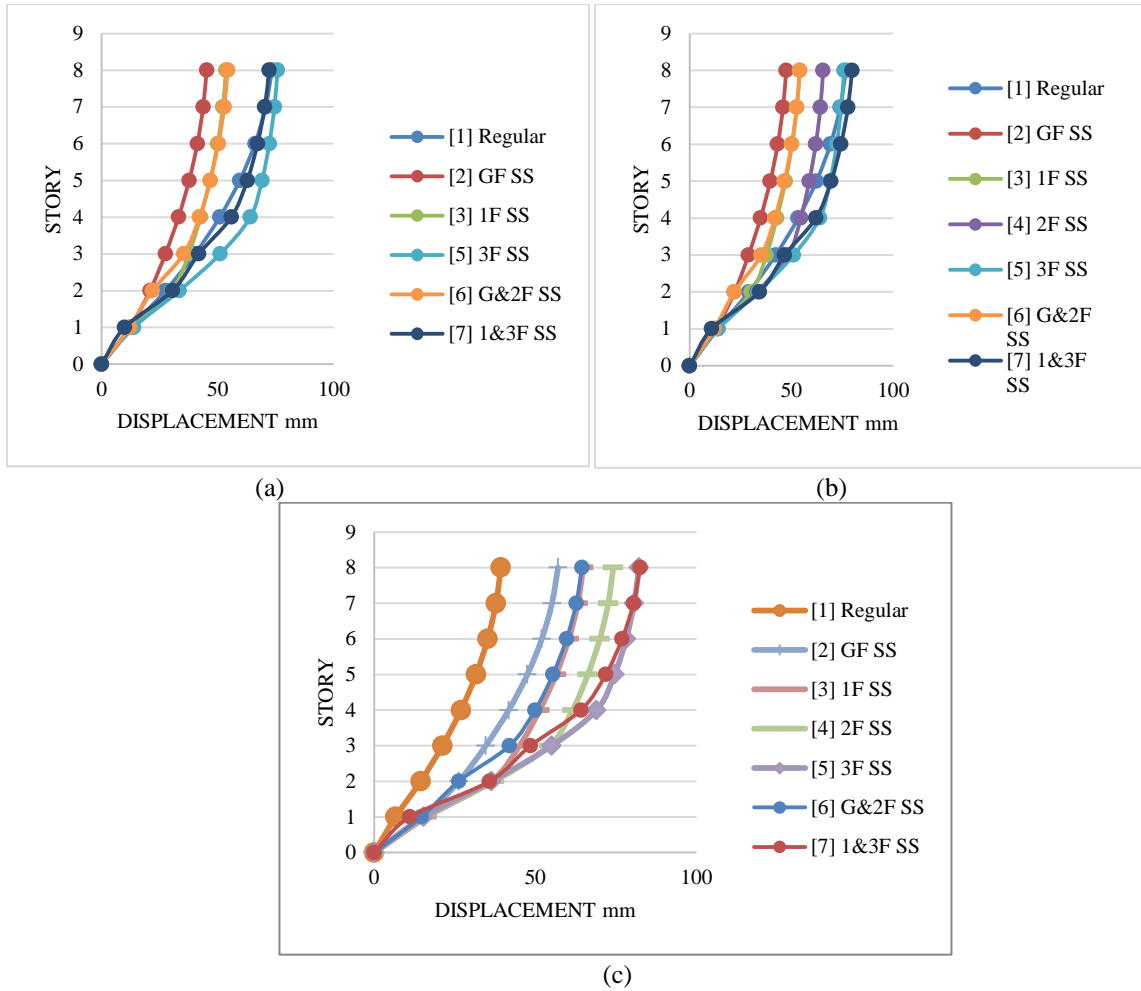 9
8
7
6
5
4
3
2
1
0
STORY
0 50 100
DISPLACEMENT mm
[1] Regular
[2] GF SS
[3] 1F SS
[5] 3F SS
[6] G&2F SS
[7] 1&3F SS
(a)
9
8
7
6
5
4
3
2
1
0
STORY
0 50 100
DISPLACEMENT mm
[1] Regular
[2] GF SS
[3] 1F SS
[4] 2F SS
[5] 3F SS
[6] G&2F
SS
[7] 1&3F
SS
(b)
9
8
7
6
5
4
3
2
1
0
STORY
0 50 100
DISPLACEMENT mm
[1] Regular
[2] GF SS
[3] 1F SS
[4] 2F SS
[5] 3F SS
[6] G&2F SS
[7] 1&3F SS
(c)